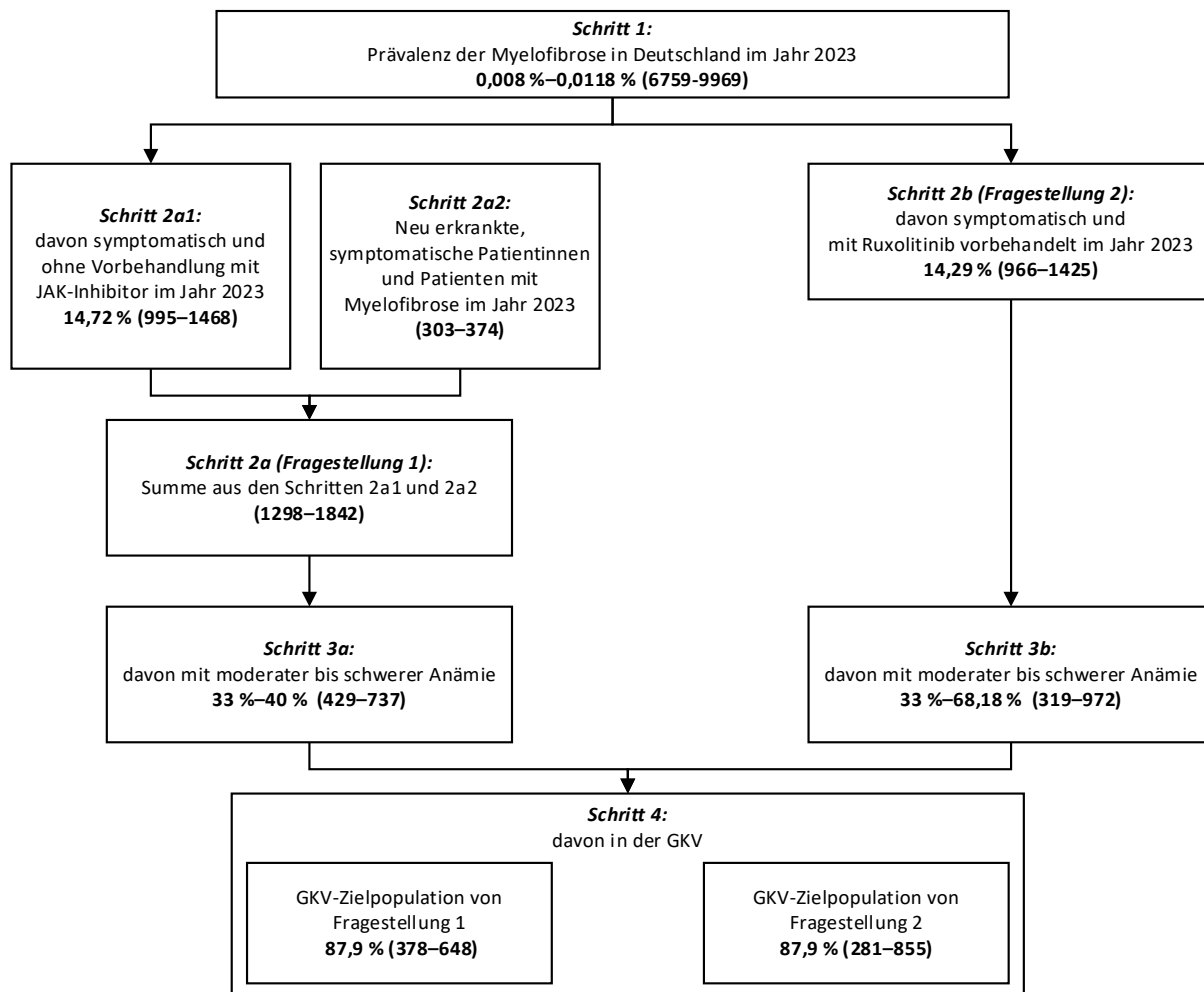 Schritt 1:
Prävalenz der Myelofibrose in Deutschland im Jahr 2023
0,008 %–0,0118 % (6759-9969)
Schritt 2a1:
davon symptomatisch und
ohne Vorbehandlung mit
JAK-Inhibitor im Jahr 2023
14,72 % (995–1468)
Schritt 2a2:
Neu erkrankte,
symptomatische Patientinnen
und Patienten mit
Myelofibrose im Jahr 2023
(303–374)
Schritt 2b (Fragestellung 2):
davon symptomatisch und
mit Ruxolitinib vorbehandelt im Jahr 2023
14,29 % (966–1425)
Schritt 2a (Fragestellung 1):
Summe aus den Schritten 2a1 und 2a2
(1298–1842)
Schritt 3a:
davon mit moderater bis schwerer Anämie
33 %–40 % (429–737)
Schritt 3b:
davon mit moderater bis schwerer Anämie
33 %–68,18 % (319–972)
Schritt 4:
davon in der GKV
GKV-Zielpopulation von
Fragestellung 1
87,9 % (378–648)
GKV-Zielpopulation von
Fragestellung 2
87,9 % (281–855)